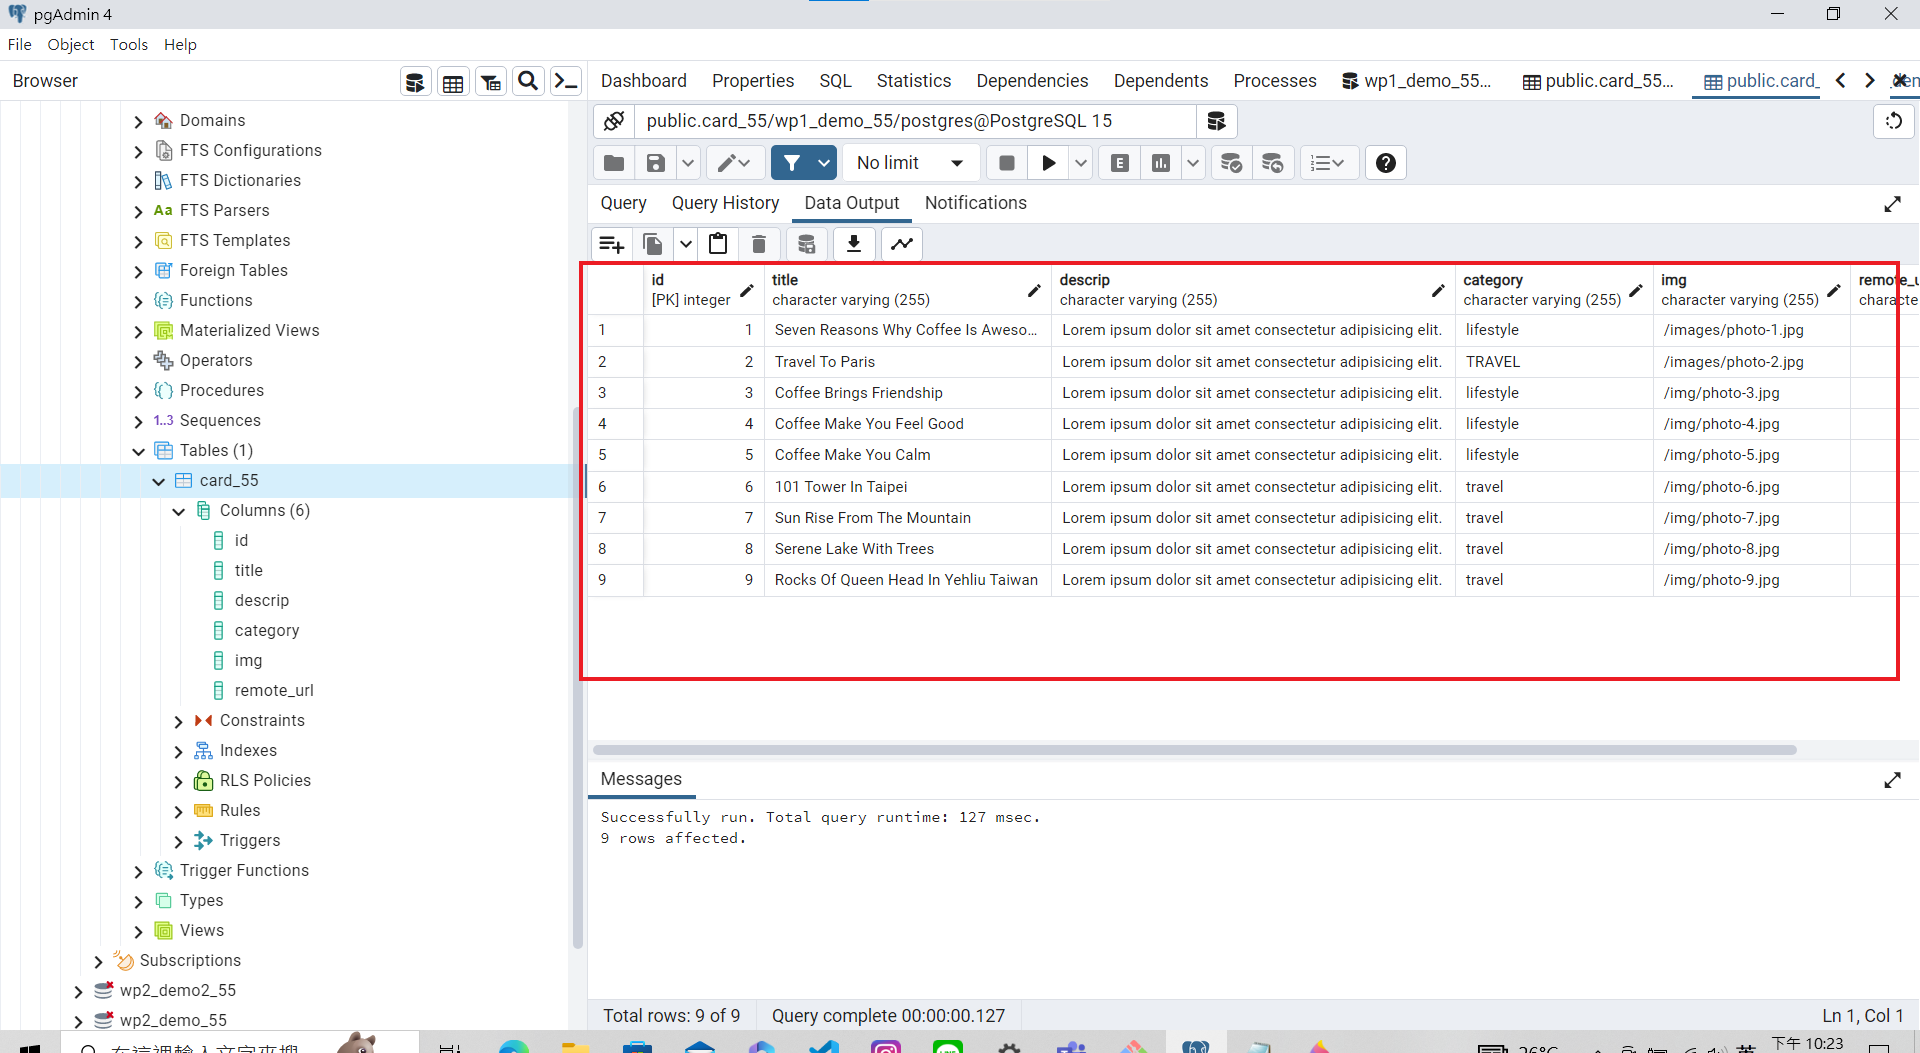 pgAdmin 4
File Object Tools Help
Browser
Dashboard Properties SQL Statistics Dependencies Dependents Processes wp1_demo_55... public.card_55... public.card_
public.card_55/wp1_demo_55/postgres@PostgreSQL 15
No limit
E
Query Query History Data Output Notifications
Domains
FTS Configurations
FTS Dictionaries
Aa FTS Parsers
FTS Templates
Foreign Tables
Functions
Materialized Views
Operators
Procedures
1..3 Sequences
Tables (1)
card_55
Columns (6)
id
title
descrip
category
img
remote_url
Constraints
Indexes
RLS Policies
Rules
Triggers
Trigger Functions
Types
Views
Subscriptions
wp2_demo2_55
wp2_demo_55
id title descrip category img
[PK] integer character varying (255) character varying (255) character varying (255) character varying (255)
1 1 Seven Reasons Why Coffee Is Aweso... Lorem ipsum dolor sit amet consectetur adipisicing elit. lifestyle /images/photo-1.jpg
2 2 Travel To Paris Lorem ipsum dolor sit amet consectetur adipisicing elit. TRAVEL /images/photo-2.jpg
3 3 Coffee Brings Friendship Lorem ipsum dolor sit amet consectetur adipisicing elit. lifestyle /img/photo-3.jpg
4 4 Coffee Make You Feel Good Lorem ipsum dolor sit amet consectetur adipisicing elit. lifestyle /img/photo-4.jpg
5 5 Coffee Make You Calm Lorem ipsum dolor sit amet consectetur adipisicing elit. lifestyle /img/photo-5.jpg
6 6 101 Tower In Taipei Lorem ipsum dolor sit amet consectetur adipisicing elit. travel /img/photo-6.jpg
7 7 Sun Rise From The Mountain Lorem ipsum dolor sit amet consectetur adipisicing elit. travel /img/photo-7.jpg
8 8 Serene Lake With Trees Lorem ipsum dolor sit amet consectetur adipisicing elit. travel /img/photo-8.jpg
9 9 Rocks Of Queen Head In Yehliu Taiwan Lorem ipsum dolor sit amet consectetur adipisicing elit. travel /img/photo-9.jpg
Messages
Successfully run. Total query runtime: 127 msec.
9 rows affected.
Total rows: 9 of 9 Query complete 00:00:00.127 Ln 1, Col 1
在這裡輸入文字來搜
26°C 英 下午 10:23